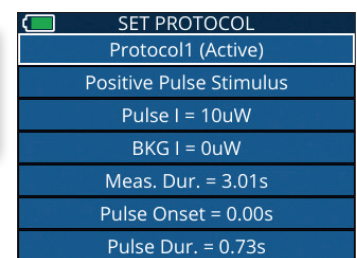 SET PROTOCOL
Protocol1 (Active)
Positive Pulse Stimulus
Pulse I = 10uW
BKG I = 0uW
Meas. Dur. = 3.01s
Pulse Onset = 0.00s
Pulse Dur. = 0.73s